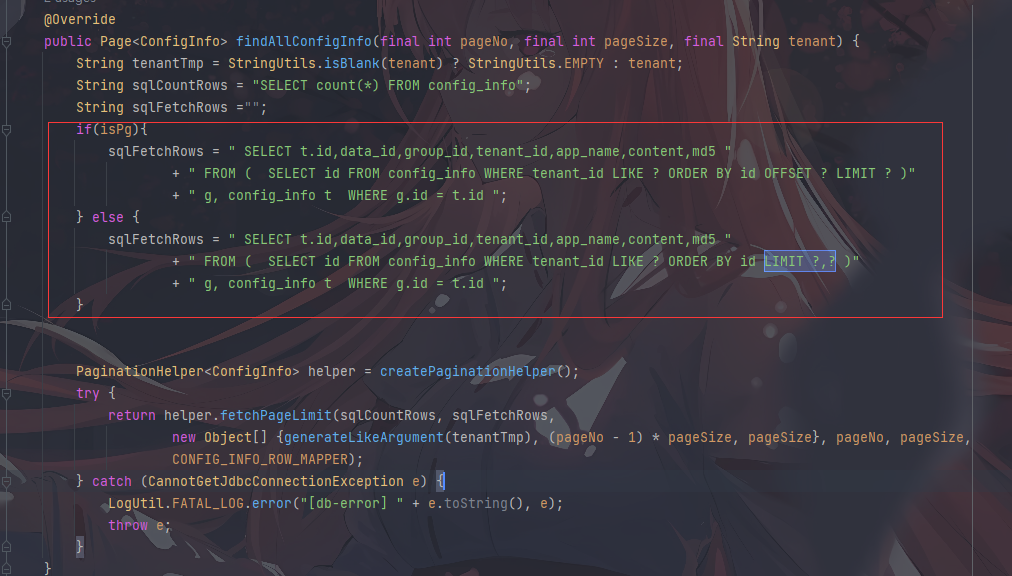 2 usages
@Override
public Page<ConfigInfo> findAllConfigInfo(final int pageNo, final int pageSize, final String tenant) {
String tenantTmp = StringUtils.isBlank(tenant) ? StringUtils.EMPTY : tenant;
String sqlCountRows = "SELECT count(*) FROM config_info";
String sqlFetchRows ="";
if(isPg){
sqlFetchRows = " SELECT t.id,data_id,group_id,tenant_id,app_name,content,md5 "
+ " FROM (  SELECT id FROM config_info WHERE tenant_id LIKE ? ORDER BY id OFFSET ? LIMIT ? )"
+ " g, config_info t  WHERE g.id = t.id ";
} else {
sqlFetchRows = " SELECT t.id,data_id,group_id,tenant_id,app_name,content,md5 "
+ " FROM (  SELECT id FROM config_info WHERE tenant_id LIKE ? ORDER BY id LIMIT ?,? )"
+ " g, config_info t  WHERE g.id = t.id ";
}
PaginationHelper<ConfigInfo> helper = createPaginationHelper();
try {
return helper.fetchPageLimit(sqlCountRows, sqlFetchRows,
new Object[] {generateLikeArgument(tenantTmp), (pageNo - 1) * pageSize, pageSize}, pageNo, pageSize,
CONFIG_INFO_ROW_MAPPER);
} catch (CannotGetJdbcConnectionException e) {
LogUtil.FATAL_LOG.error("[db-error] " + e.toString(), e);
throw e;
}
}